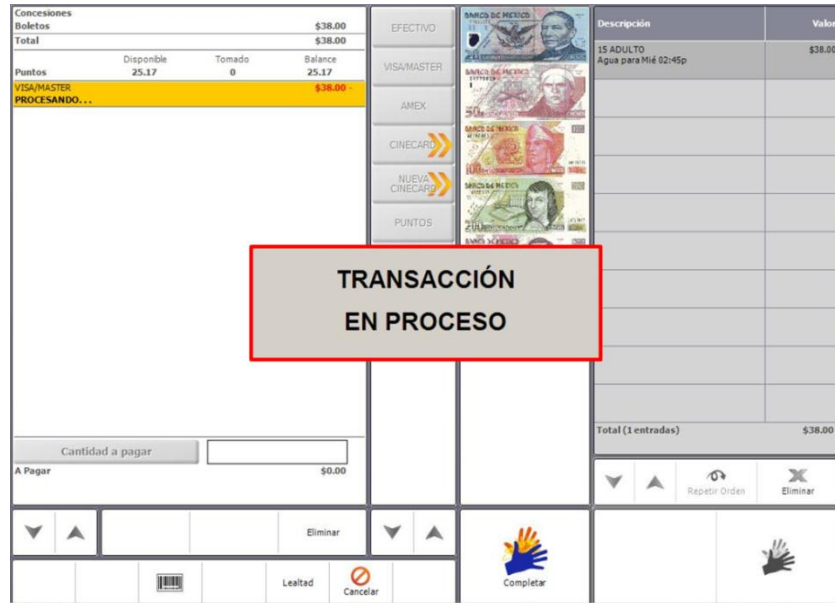 Concesiones
Boletos $38.00
Total $38.00
Disponible Tomado Balance
Puntos 25.17 0 25.17
VISA/MASTER $38.00 -
PROCESANDO...
Cantidad a pagar
A Pagar $0.00
Eliminar
Lealtad
Cancelar
EFECTIVO
VISA/MASTER
AMEX
CINECARD
NUEVA
CINECARD
PUNTOS
BANCO DE MEXICO
BANCO DE MEXICO
50
BANCO DE MEXICO
100
BANCO DE MEXICO
200
TRANSACCIÓN
EN PROCESO
Completar
Descripción Valor
15 ADULTO $38.00
Agua para Mié 02:45p
Total (1 entradas) $38.00
Repetir Orden
Eliminar